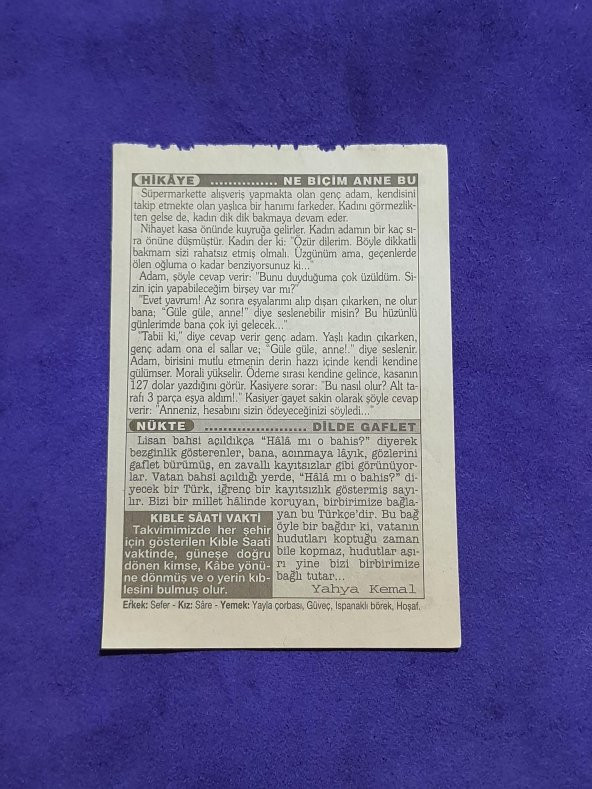 HİKÂYE ............... NE BİÇİM ANNE BU
Süpermarkette alışveriş yapmakta olan genç adam, kendisini
takip etmekte olan yaşlıca bir hanımı farkeder. Kadını görmezlik-
ten gelse de, kadın dik dik bakmaya devam eder.
Nihayet kasa önünde kuyruğa gelirler. Kadın adamın bir kaç sı-
ra önüne düşmüştür. Kadın der ki: "Özür dilerim. Böyle dikkatli
bakmam sizi rahatsız etmiş olmalı. Üzgünüm ama, geçenlerde
ölen oğluma o kadar benziyorsunuz ki..."
Adam, şöyle cevap verir: "Bunu duyduğuma çok üzüldüm. Si-
zin için yapabileceğim birşey var mı?"
"Evet yavrum! Az sonra eşyalarımı alıp dışarı çıkarken, ne olur
bana; "Güle güle, anne!" diye seslenebilir misin? Bu hüzünlü
günlerimde bana çok iyi gelecek..."
"Tabii ki," diye cevap verir genç adam. Yaşlı kadın çıkarken,
genç adam ona el sallar ve; "Güle güle, anne!." diye seslenir.
Adam, birisini mutlu etmenin derin hazzı içinde kendi kendine
gülümser. Morali yükselir. Ödeme sırası kendine gelince, kasanın
127 dolar yazdığını görür. Kasiyere sorar: "Bu nasıl olur? Alt
tarafı 3 parça eşya aldım!." Kasiyer gayet sakin olarak şöyle cevap
verir: "Anneniz, hesabını sizin ödeyeceğinizi söyledi..."
NÜKTE ...................... DİLDE GAFLET
Lisan bahsi açıldıkça "Hâlâ mı o bahis?" diyerek
bezginlik gösterenler, bana, acınmaya lâyık, gözlerini
gaflet bürümüş, en zavallı kayıtsızlar gibi görünüyor-
lar. Vatan bahsi açıldığı yerde, "Hâlâ mı o bahis?" di-
yecek bir Türk, iğrenç bir kayıtsızlık göstermiş sayı-
lır. Bizi bir millet hâlinde koruyan, birbirimize bağla-
yan bu Türkçe'dir. Bu bağ
öyle bir bağdır ki, vatanın
hudutları koptuğu zaman
bile kopmaz, hudutlar aşı-
rı yine bizi birbirimize
bağlı tutar...
Yahya Kemal
KIBLE SÂATİ VAKTİ
Takvimimizde her şehir
için gösterilen Kıble Saati
vaktinde, güneşe doğru
dönen kimse, Kâbe yönü-
ne dönmüş ve o yerin kıb-
lesini bulmuş olur.
Erkek: Sefer - Kız: Sâre - Yemek: Yayla çorbası, Güveç, Ispanaklı börek, Hoşaf.